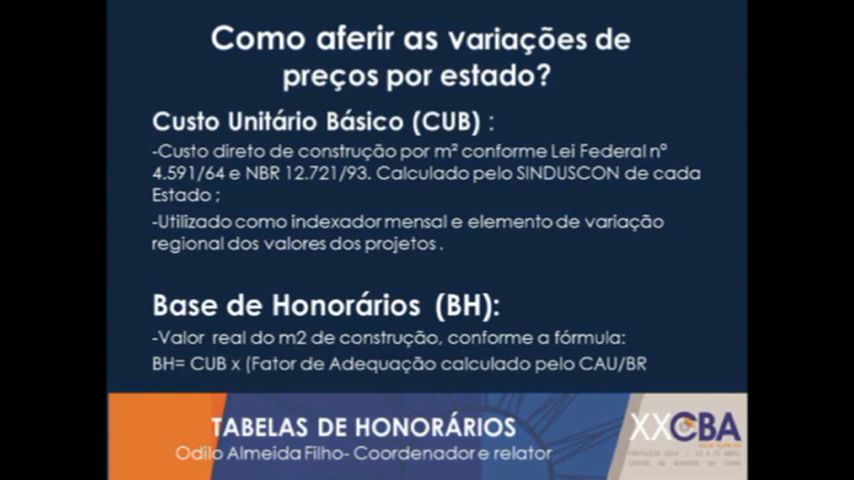 Como aferir as variações de
preços por estado?
Custo Unitário Básico (CUB) :
-Custo direto de construção por m² conforme Lei Federal nº
4.591/64 e NBR 12.721/93. Calculado pelo SINDUSCON de cada
Estado ;
-Utilizado como indexador mensal e elemento de variação
regional dos valores dos projetos .
Base de Honorários (BH):
-Valor real do m2 de construção, conforme a fórmula:
BH= CUB x (Fator de Adequação calculado pelo CAU/BR
TABELAS DE HONORÁRIOS
Odilo Almeida Filho- Coordenador e relator
XXCBA